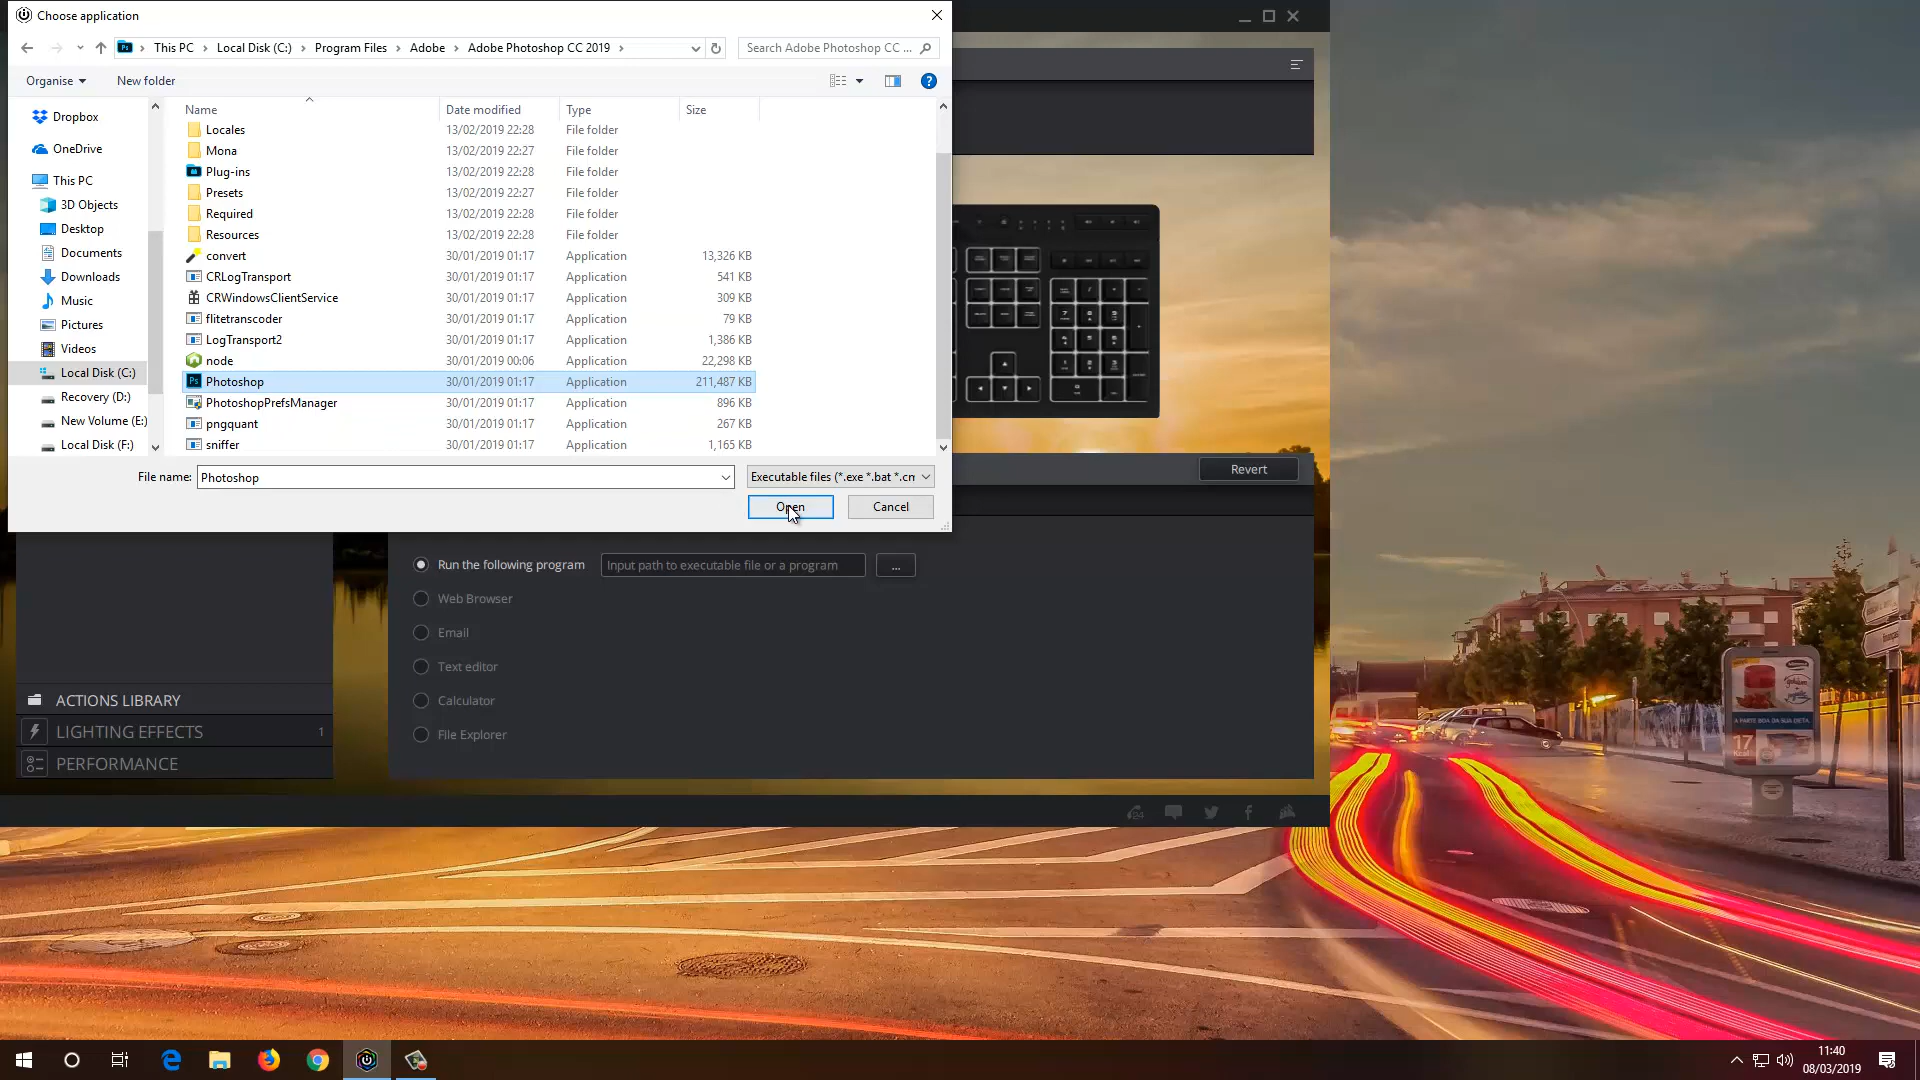 Choose application
This PC > Local Disk (C:) > Program Files > Adobe > Adobe Photoshop CC 2019 >
Search Adobe Photoshop CC ...
Organise
New folder
Name
Date modified
Type
Size
Dropbox
OneDrive
This PC
3D Objects
Desktop
Documents
Downloads
Music
Pictures
Videos
Local Disk (C:)
Recovery (D:)
New Volume (E:)
Local Disk (F:)
Locales 13/02/2019 22:28 File folder
Mona 13/02/2019 22:27 File folder
Plug-ins 13/02/2019 22:28 File folder
Presets 13/02/2019 22:27 File folder
Required 13/02/2019 22:28 File folder
Resources 13/02/2019 22:28 File folder
convert 30/01/2019 01:17 Application 13,326 KB
CRLogTransport 30/01/2019 01:17 Application 541 KB
CRWindowsClientService 30/01/2019 01:17 Application 309 KB
flitetranscoder 30/01/2019 01:17 Application 79 KB
LogTransport2 30/01/2019 01:17 Application 1,386 KB
node 30/01/2019 00:06 Application 22,298 KB
Photoshop 30/01/2019 01:17 Application 211,487 KB
PhotoshopPrefsManager 30/01/2019 01:17 Application 896 KB
pngquant 30/01/2019 01:17 Application 267 KB
sniffer 30/01/2019 01:17 Application 1,165 KB
File name: Photoshop
Executable files (*.exe *.bat *.cm
Open
Cancel
Revert
Run the following program
Input path to executable file or a program
...
Web Browser
Email
Text editor
Calculator
File Explorer
ACTIONS LIBRARY
LIGHTING EFFECTS 1
PERFORMANCE
A PARTE BOA DA SUA DIETA.
17
Kcal
11:40
08/03/2019